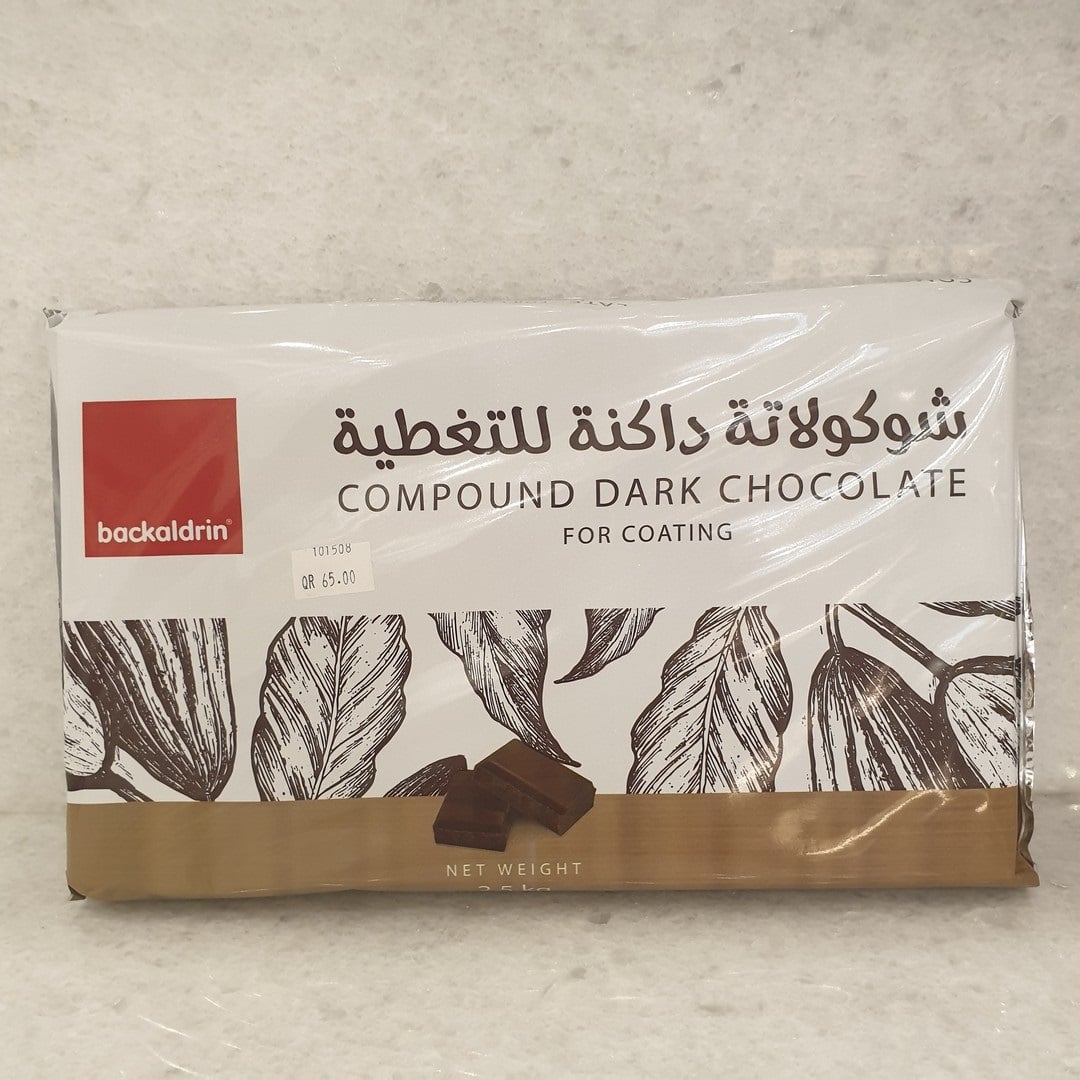 شوكولاتة داكنة للتغطية
COMPOUND DARK CHOCOLATE
FOR COATING
backaldrin®
101508
QR 65.00
NET WEIGHT